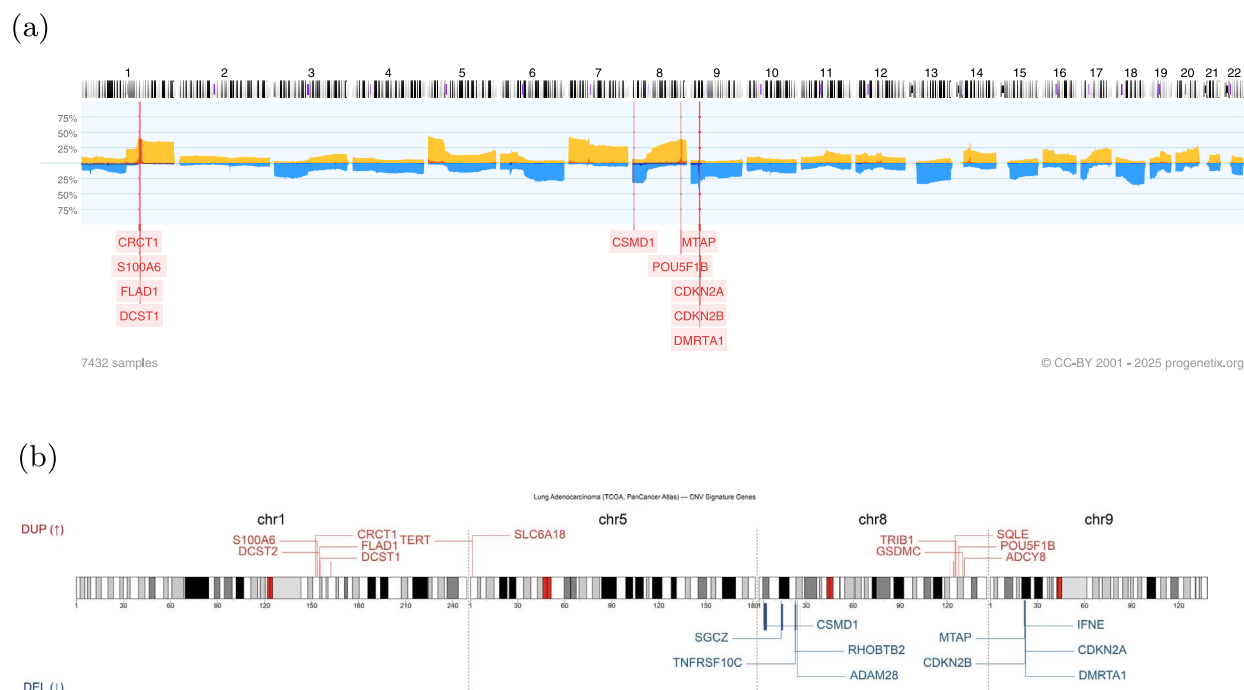 (a)
1 2 3 4 5 6 7 8 9 10 11 12 13 14 15 16 17 18 19 20 21 22
75%
50%
25%
25%
50%
75%
CRCT1 CSMD1 MTAP
S100A6 POU5F1B
FLAD1 CDKN2A
DCST1 CDKN2B
DMRTA1
7432 samples © CC-BY 2001 - 2025 progenetix.org
(b)
Lung Adenocarcinoma (TCGA, PanCancer Atlas) — CNV Signature Genes
chr1 chr5 chr8 chr9
DUP (↑)
S100A6 CRCT1 TERT SLC6A18 TRIB1 SQLE
DCST2 FLAD1 GSDMC POU5F1B
DCST1 ADCY8
1 30 60 90 120 150 180 210 240 1 30 60 90 120 150 180 30 60 90 120 1 30 60 90 120
CSMD1 IFNE
SGCZ MTAP
RHOBTB2 CDKN2A
TNFRSF10C CDKN2B
ADAM28 DMRTA1
DEL (↓)